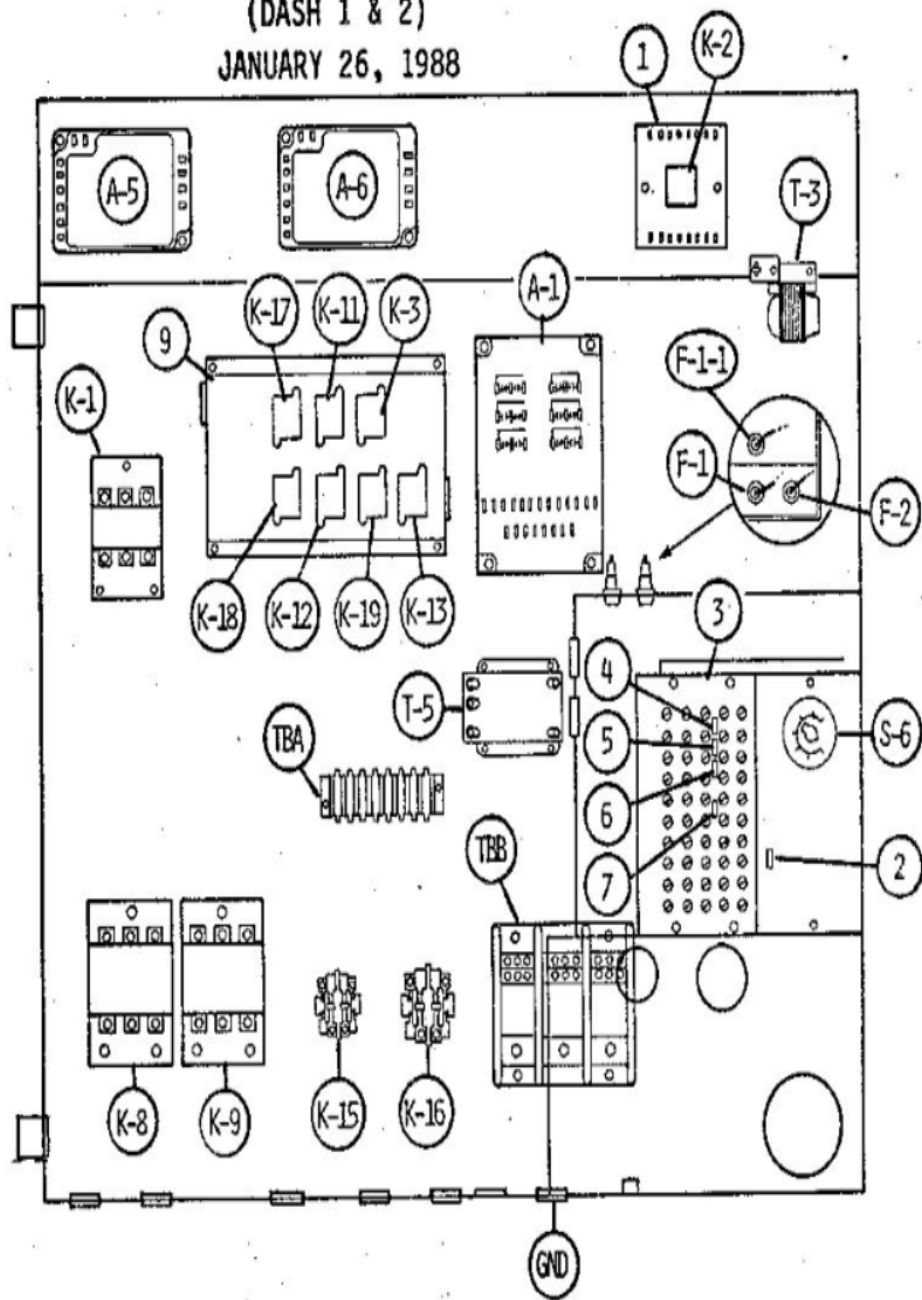 (DASH 1 & 2)
JANUARY 26, 1988
1
K-2
A-5
A-6
T-3
A-1
K-17
K-11
K-3
9
F-1-1
K-1
F-1
F-2
K-18
K-12
K-19
K-13
3
4
T-5
S-6
5
TBA
6
TBB
7
2
K-8
K-9
K-15
K-16
GND